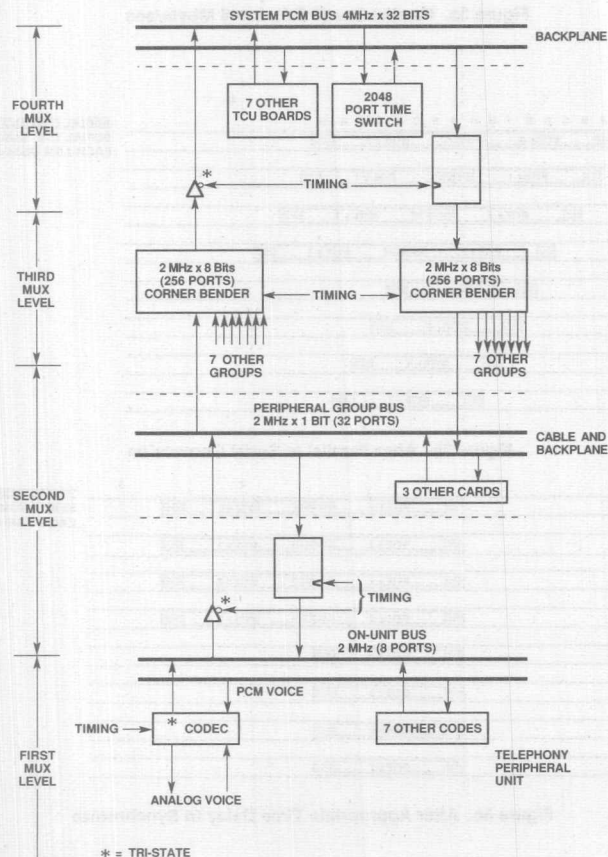 SYSTEM PCM BUS 4MHz x 32 BITS
BACKPLANE
7 OTHER
TCU BOARDS
2048
PORT TIME
SWITCH
FOURTH
MUX
LEVEL
*
TIMING
THIRD
MUX
LEVEL
2 MHz x 8 Bits
(256 PORTS)
CORNER BENDER
TIMING
2 MHz x 8 Bits
(256 PORTS)
CORNER BENDER
7 OTHER
GROUPS
7 OTHER
GROUPS
PERIPHERAL GROUP BUS
2 MHz x 1 BIT (32 PORTS)
CABLE AND
BACKPLANE
3 OTHER CARDS
SECOND
MUX
LEVEL
*
TIMING
ON-UNIT BUS
2 MHz (8 PORTS)
PCM VOICE
TIMING
* CODEC
7 OTHER CODES
FIRST
MUX
LEVEL
TELEPHONY
PERIPHERAL
UNIT
ANALOG VOICE
* = TRI-STATE